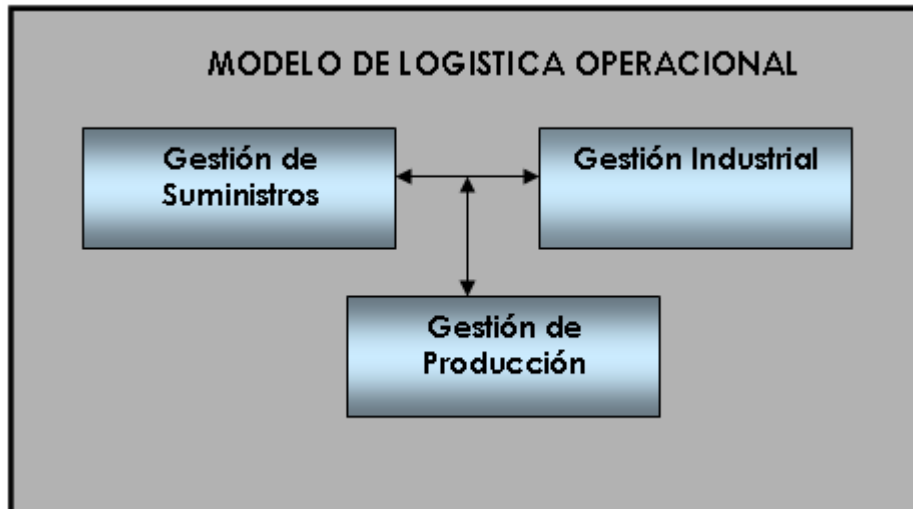 MODELO DE LOGISTICA OPERACIONAL
Gestión de
Suministros
Gestión Industrial
Gestión de
Producción